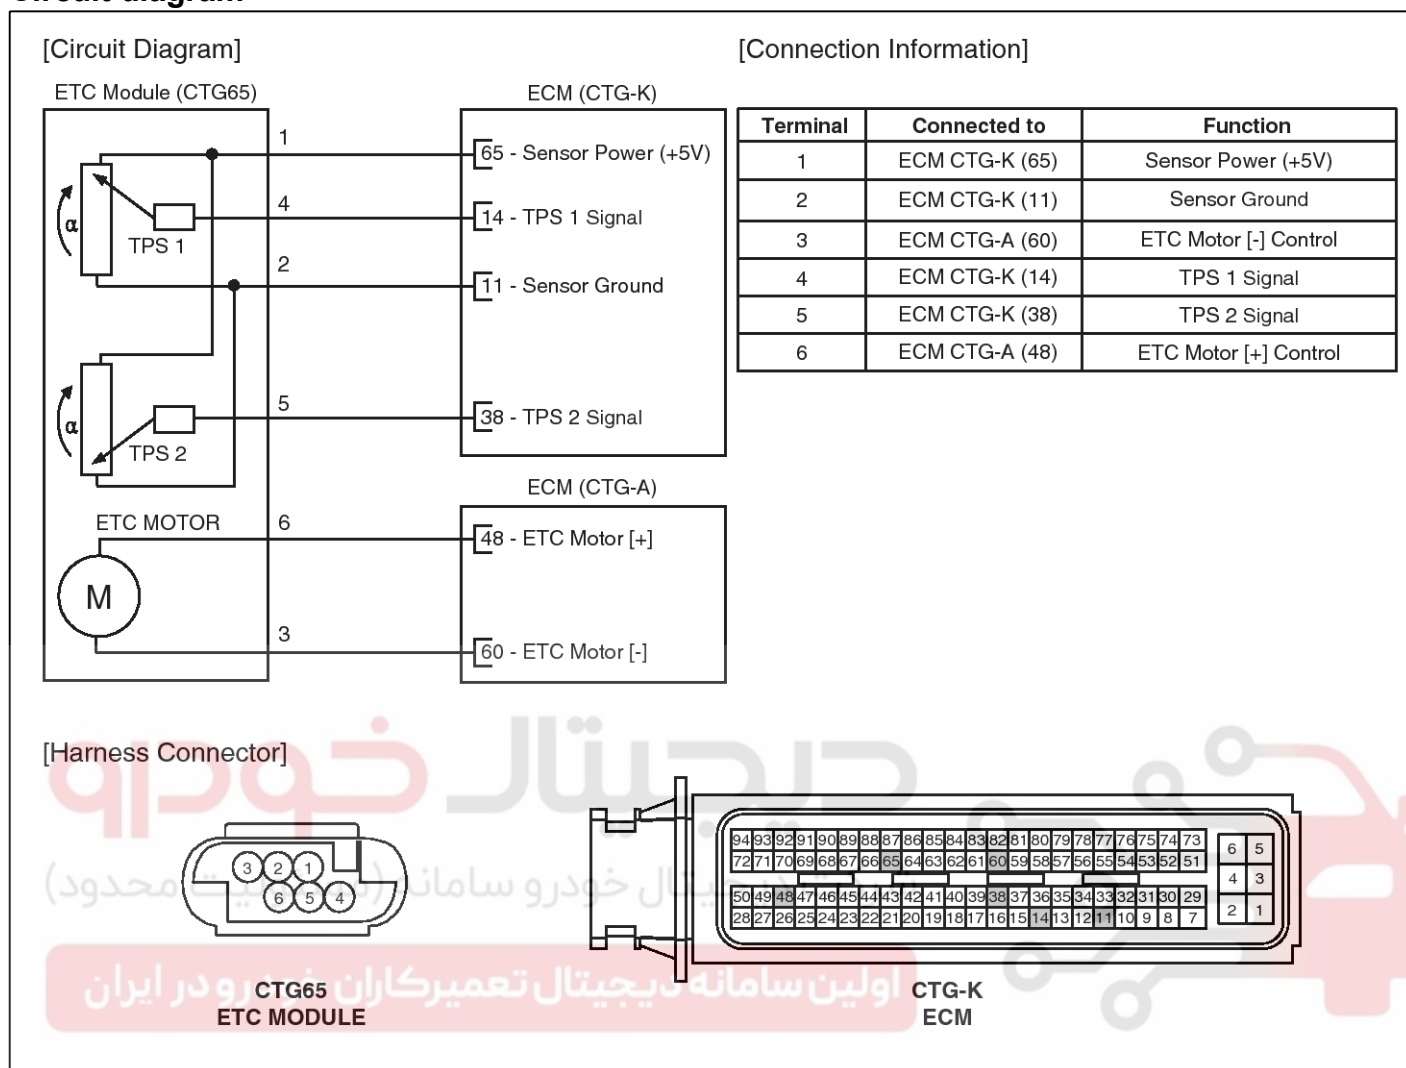 Circuit diagram
[Circuit Diagram]
ETC Module (CTG65)
ECM (CTG-K)
1
65 - Sensor Power (+5V)
α
4
14 - TPS 1 Signal
TPS 1
2
11 - Sensor Ground
α
5
38 - TPS 2 Signal
TPS 2
ECM (CTG-A)
ETC MOTOR
6
48 - ETC Motor [+]
M
3
60 - ETC Motor [-]
[Connection Information]
Terminal Connected to Function
1 ECM CTG-K (65) Sensor Power (+5V)
2 ECM CTG-K (11) Sensor Ground
3 ECM CTG-A (60) ETC Motor [-] Control
4 ECM CTG-K (14) TPS 1 Signal
5 ECM CTG-K (38) TPS 2 Signal
6 ECM CTG-A (48) ETC Motor [+] Control
[Harness Connector]
دیجیتال خودرو
3 2 1
6 5 4
CTG65
ETC MODULE
94 93 92 91 90 89 88 87 86 85 84 83 82 81 80 79 78 77 76 75 74 73
72 71 70 69 68 67 66 65 64 63 62 61 60 59 58 57 56 55 54 53 52 51
50 49 48 47 46 45 44 43 42 41 40 39 38 37 36 35 34 33 32 31 30 29
28 27 26 25 24 23 22 21 20 19 18 17 16 15 14 13 12 11 10 9 8 7
6 5
4 3
2 1
CTG-K
ECM
دیجیتال خودرو سامانه
محدود)
اولین سامانه دیجیتال تعمیرکاران خودرو در ایران